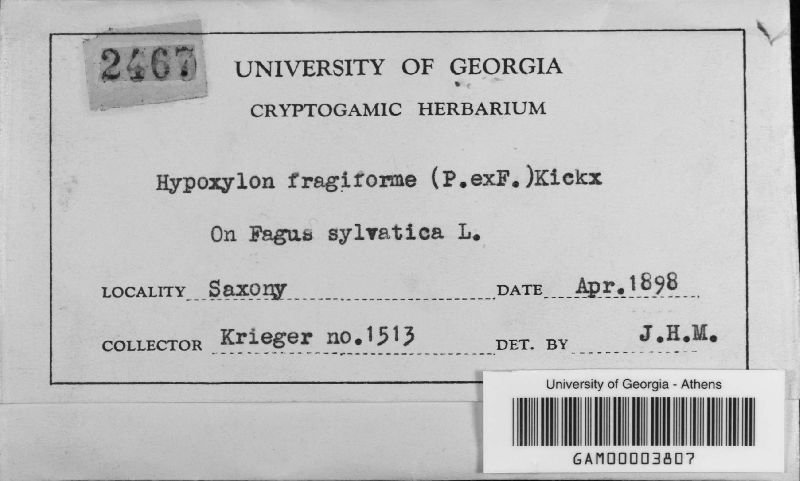 2467
UNIVERSITY OF GEORGIA
CRYPTOGAMIC HERBARIUM
Hypoxylon fragiforme (P.exF.)Kickx
On Fagus sylvatica L.
LOCALITY Saxony DATE Apr.1898
COLLECTOR Krieger no.1513 DET. BY J.H.M.
University of Georgia - Athens
GAM00003807